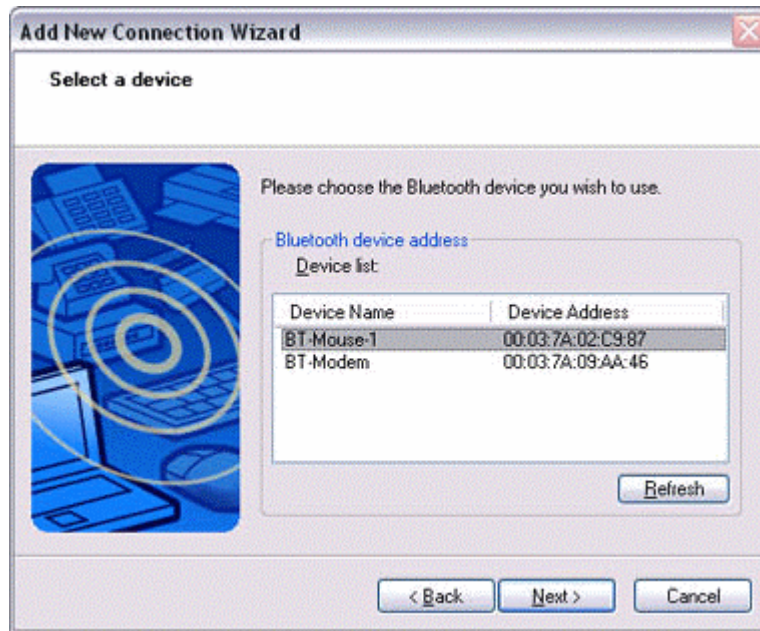 Add New Connection Wizard
Select a device
Please choose the Bluetooth device you wish to use.
Bluetooth device address
Device list:
Device Name Device Address
BT-Mouse-1 00:03:7A:02:C9:87
BT-Modem 00:03:7A:09:AA:46
Refresh
< Back Next > Cancel